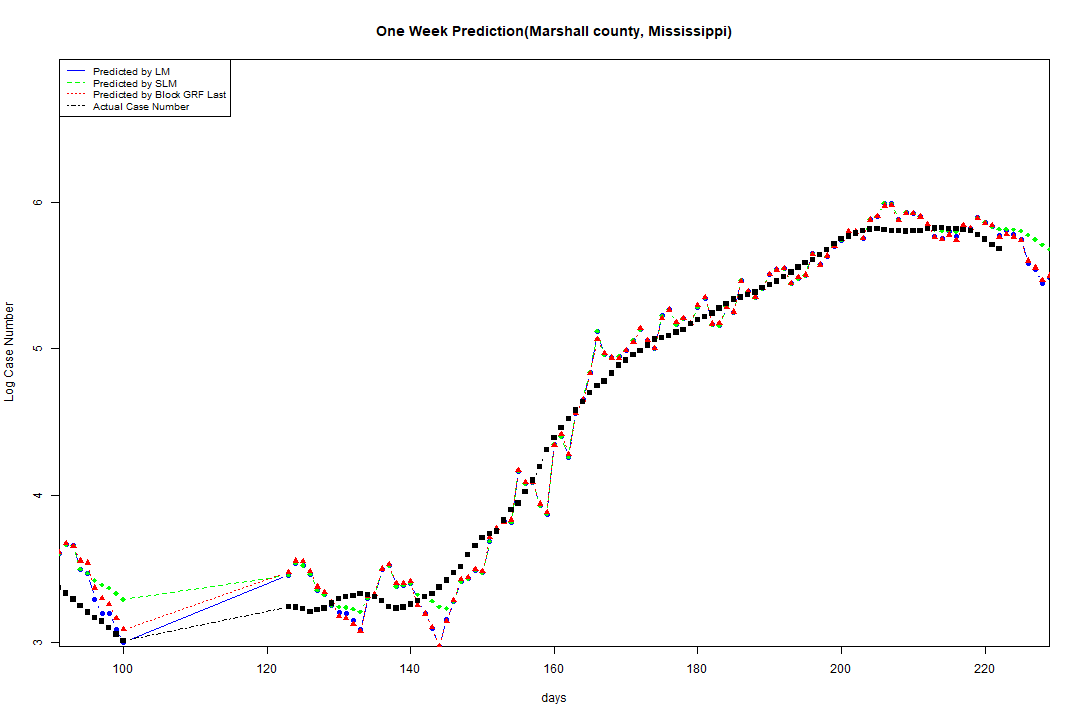 One Week Prediction(Marshall county, Mississippi)
Predicted by LM
Predicted by SLM
Predicted by Block GRF Last
Actual Case Number
Log Case Number
6
5
4
3
100 120 140 160 180 200 220
days